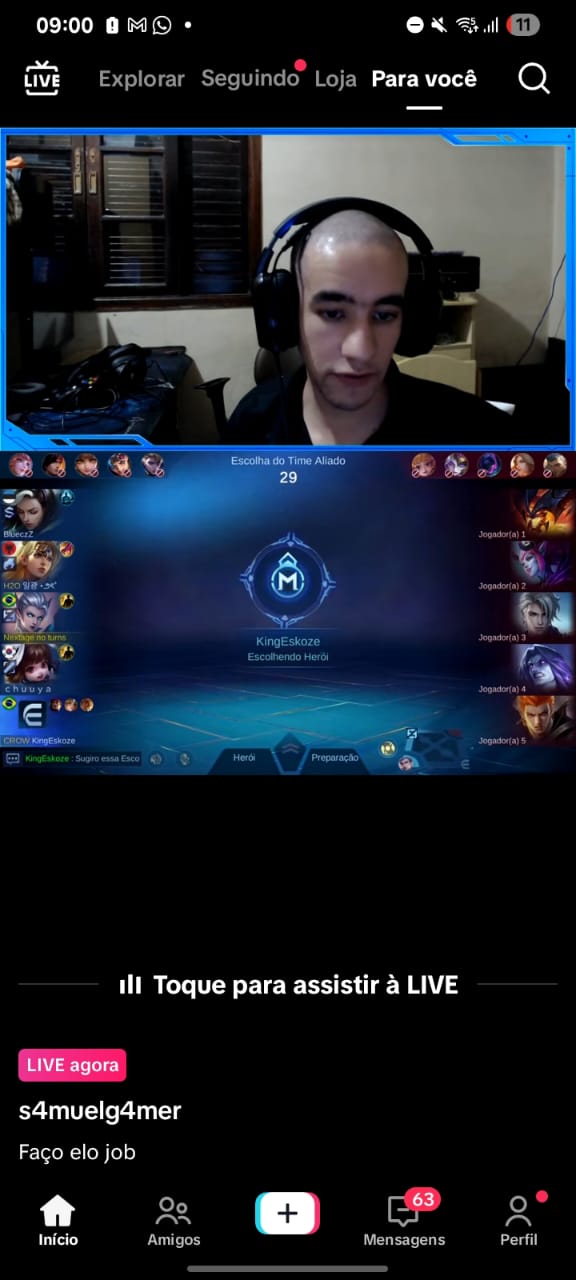 09:00
11
LIVE
Explorar
Seguindo
Loja
Para você
Escolha do Time Aliado
29
BlueczZ
Jogador(a) 1
Jogador(a) 2
Nextage no turns
Jogador(a) 3
chuuya
Jogador(a) 4
CROW KingEskoze
Jogador(a) 5
KingEskoze
Escolhendo Herói
KingEskoze : Sugiro essa Esco
Herói
Preparação
Toque para assistir à LIVE
LIVE agora
s4muelg4mer
Faço elo job
63
Início
Amigos
Mensagens
Perfil